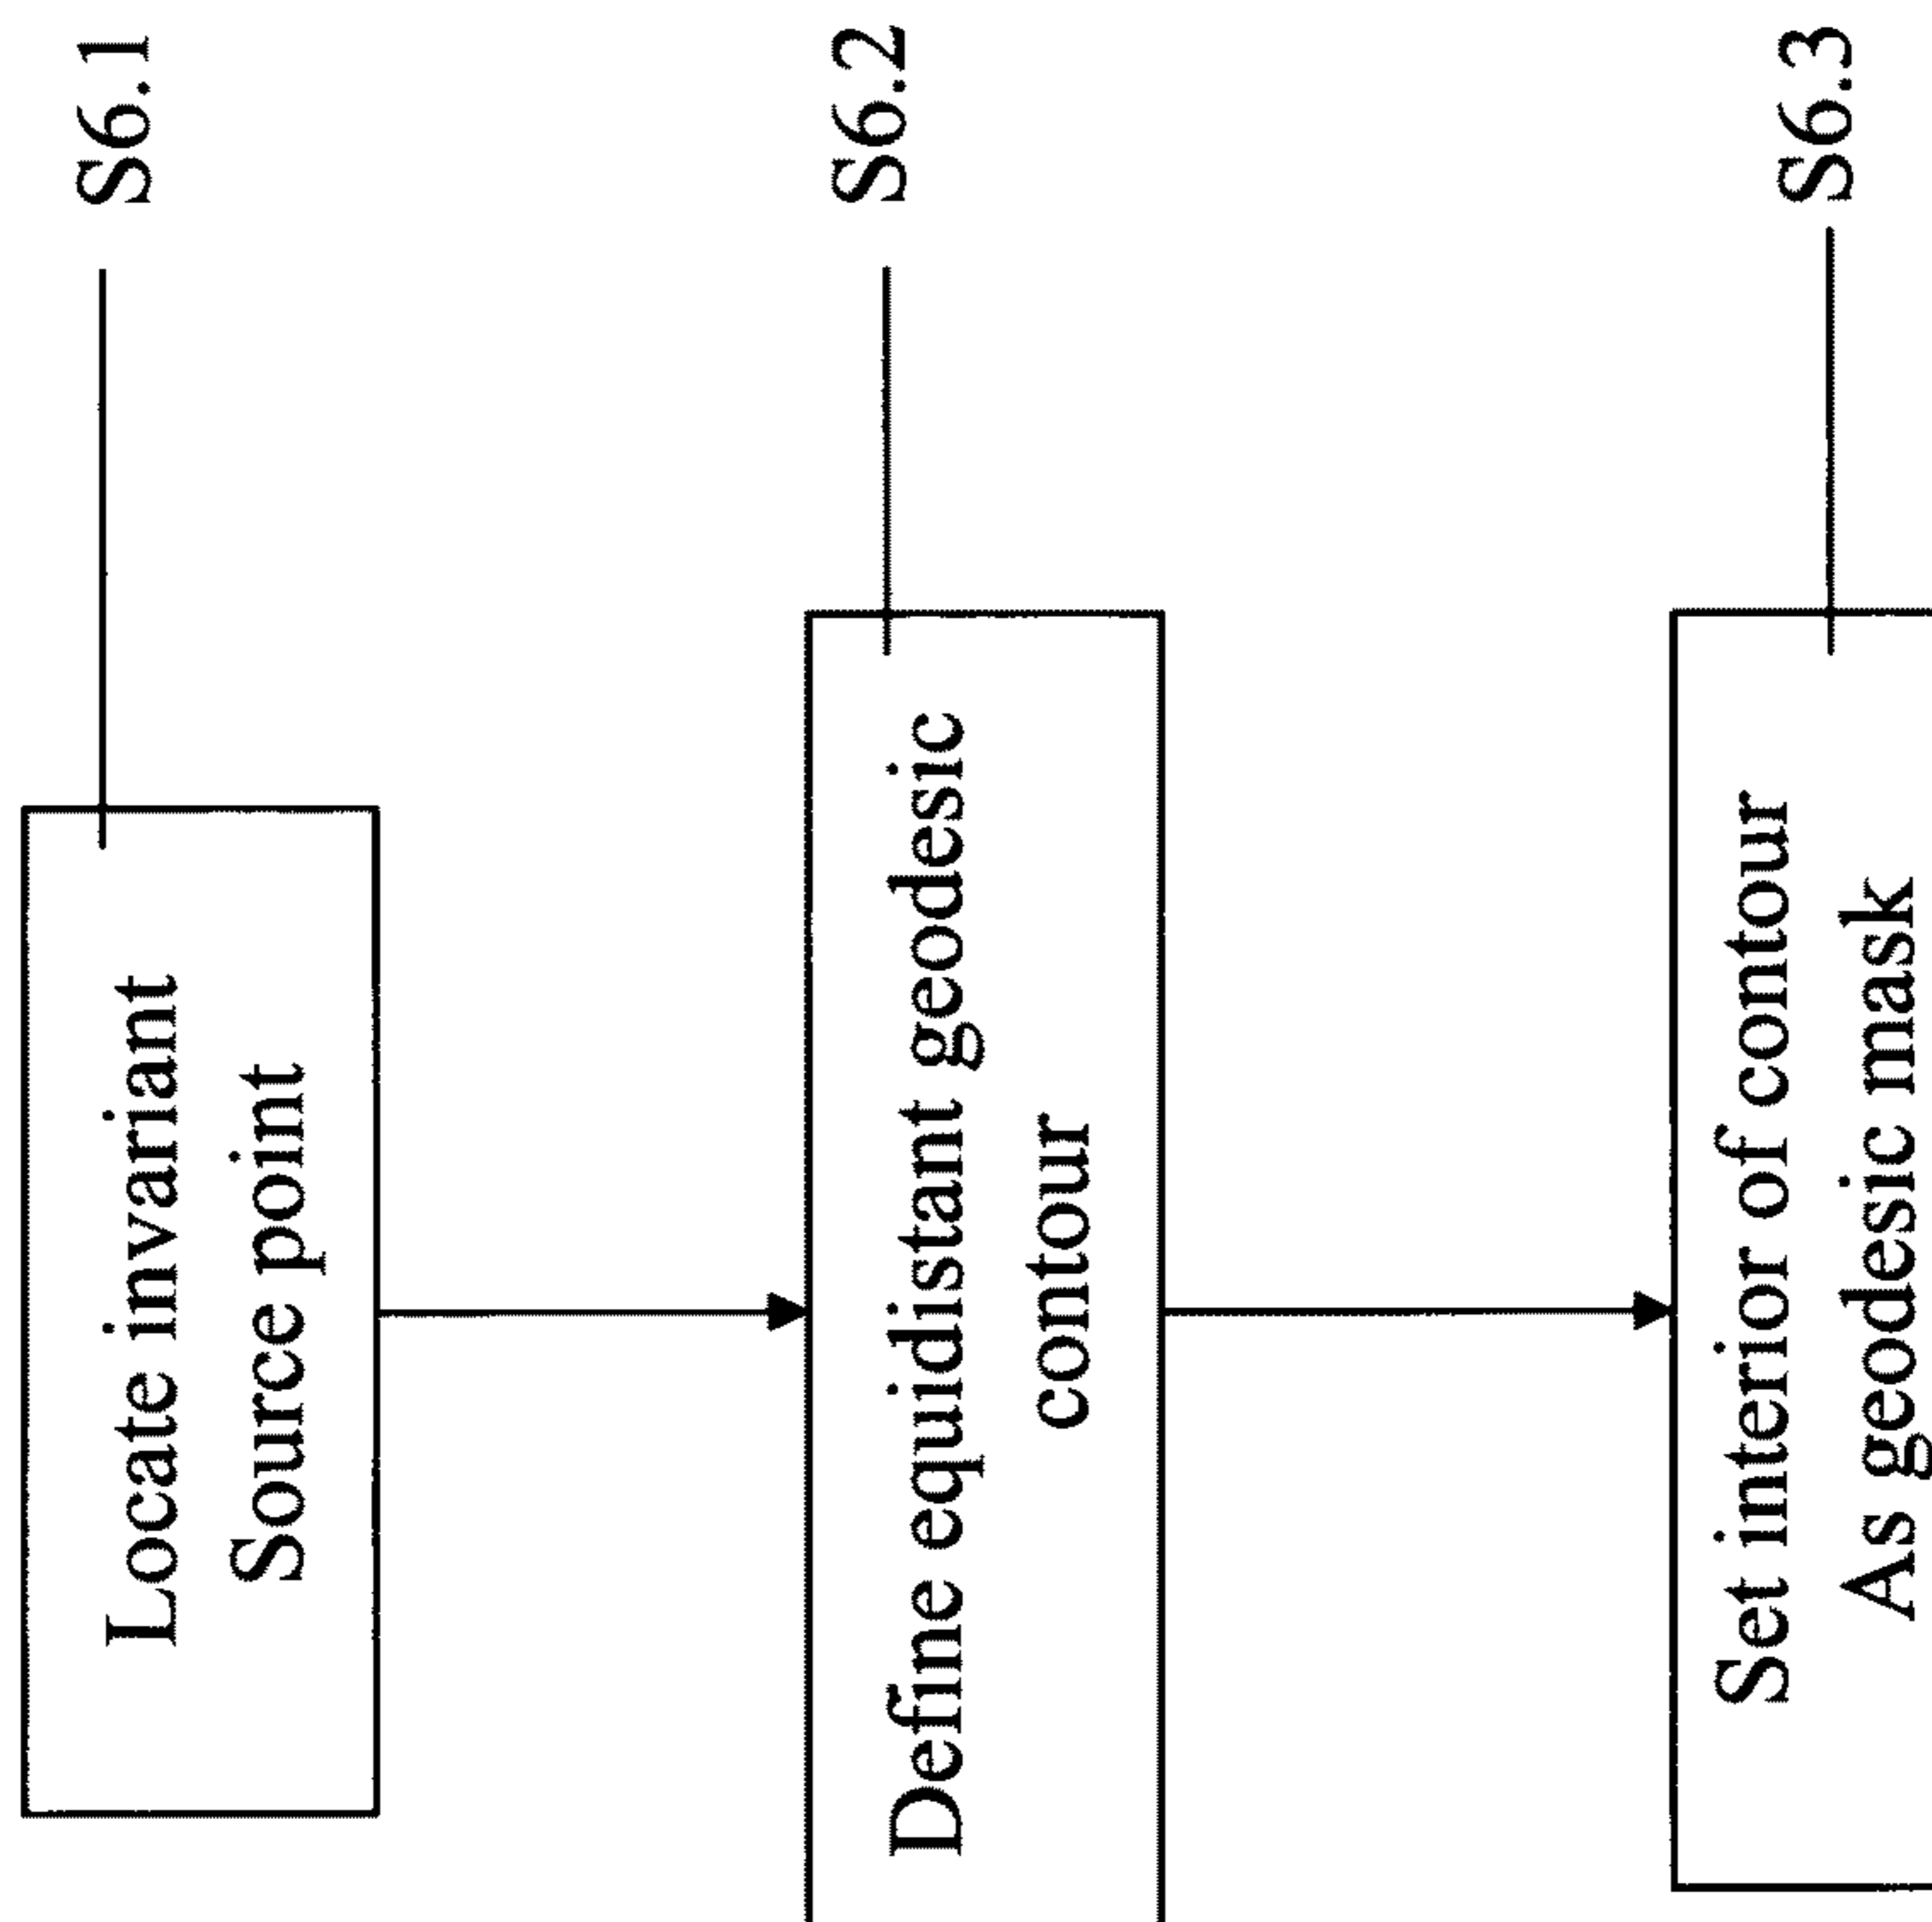 Locate invariant
Source point
S6.1
Define equidistant geodesic
contour
S6.2
Set interior of contour
As geodesic mask
S6.3